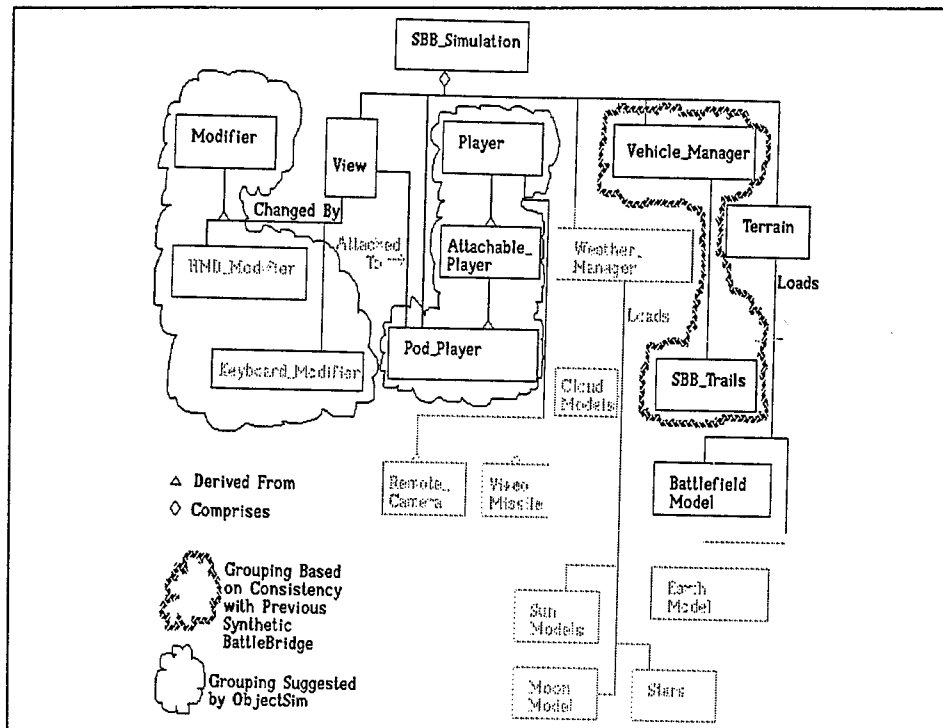 SBB_Simulation
Modifier
View
Player
Vehicle_Manager
Changed By
Terrain
HMD_Modifier
Attached
To
Attachable_
Player
Weather_
Manager
Loads
Loads
Pod_Player
Keyboard_Modifier
Cloud
Models
SBB_Trails
Remote_
Camera
Video
Missile
Battlefield
Model
Derived From
Comprises
Grouping Based
on Consistency
with Previous
Synthetic
BattleBridge
Sun
Models
Earth
Model
Grouping Suggested
by ObjectSim
Moon
Model
Stars